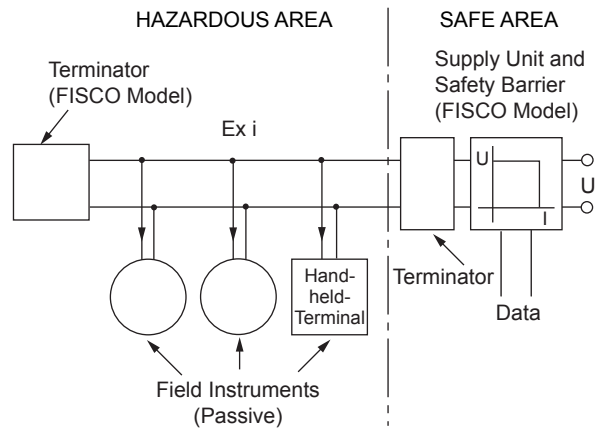 HAZARDOUS AREA
SAFE AREA
Terminator
(FISCO Model)
Supply Unit and
Safety Barrier
(FISCO Model)
Ex i
U
I
U
Hand-
held-
Terminal
Terminator
Data
Field Instruments
(Passive)